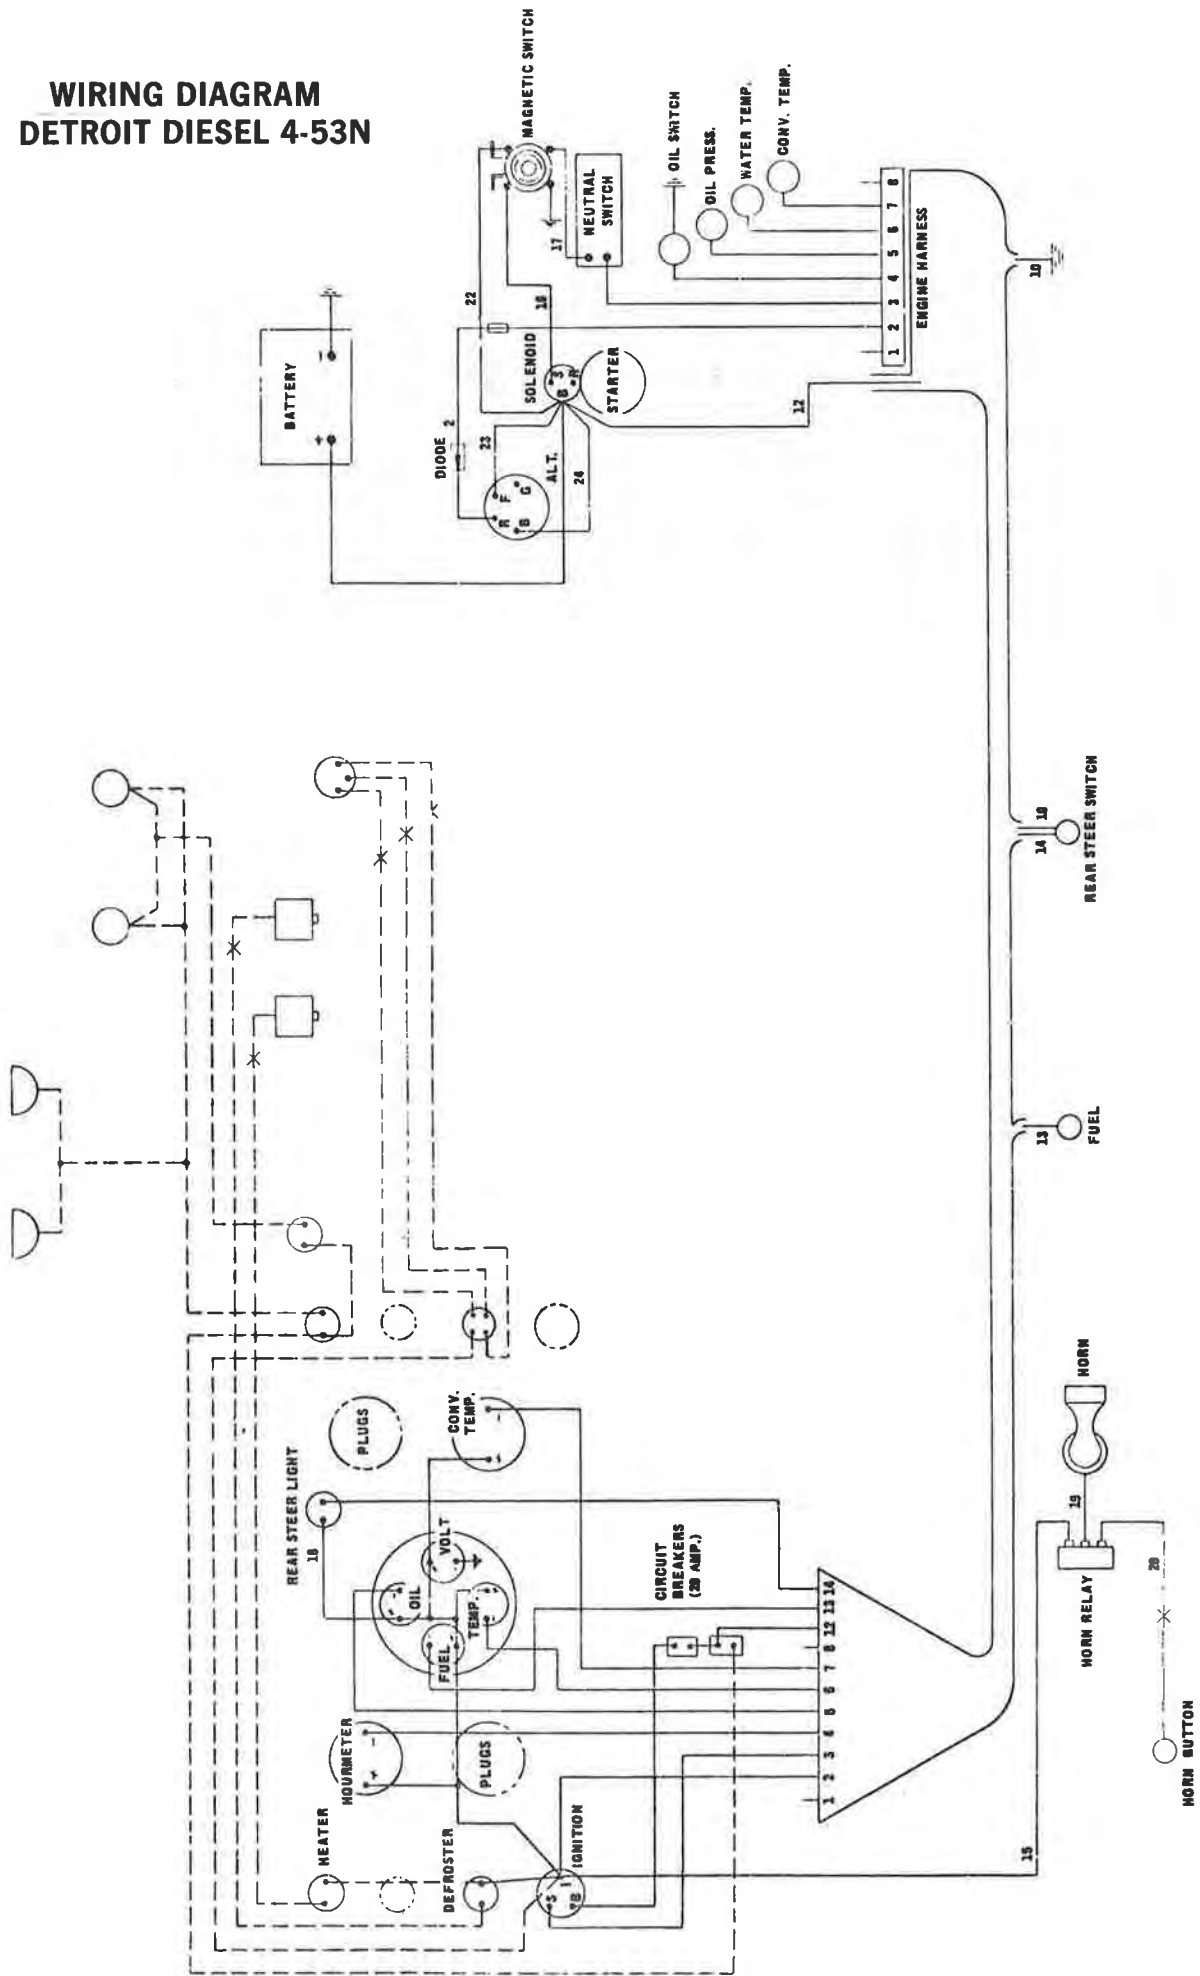 WIRING DIAGRAM
DETROIT DIESEL 4-53N
MAGNETIC SWITCH
OIL SWITCH
OIL PRESS.
WATER TEMP.
CONV. TEMP.
NEUTRAL
SWITCH
17
22
16
BATTERY
+
−
SOLENOID
S
B
R
STARTER
DIODE
2
23
ALT.
24
R
F
B
G
12
1
2
3
4
5
6
7
8
ENGINE HARNESS
10
14
18
REAR STEER SWITCH
13
FUEL
PLUGS
CONV.
TEMP.
+
−
REAR STEER LIGHT
18
VOLT
OIL
TEMP.
FUEL
HOURMETER
+
−
PLUGS
HEATER
DEFROSTER
IGNITION
S
I
B
CIRCUIT
BREAKERS
(20 AMP.)
1
2
3
4
5
6
7
8
12
13
14
HORN
19
HORN RELAY
20
HORN BUTTON
15